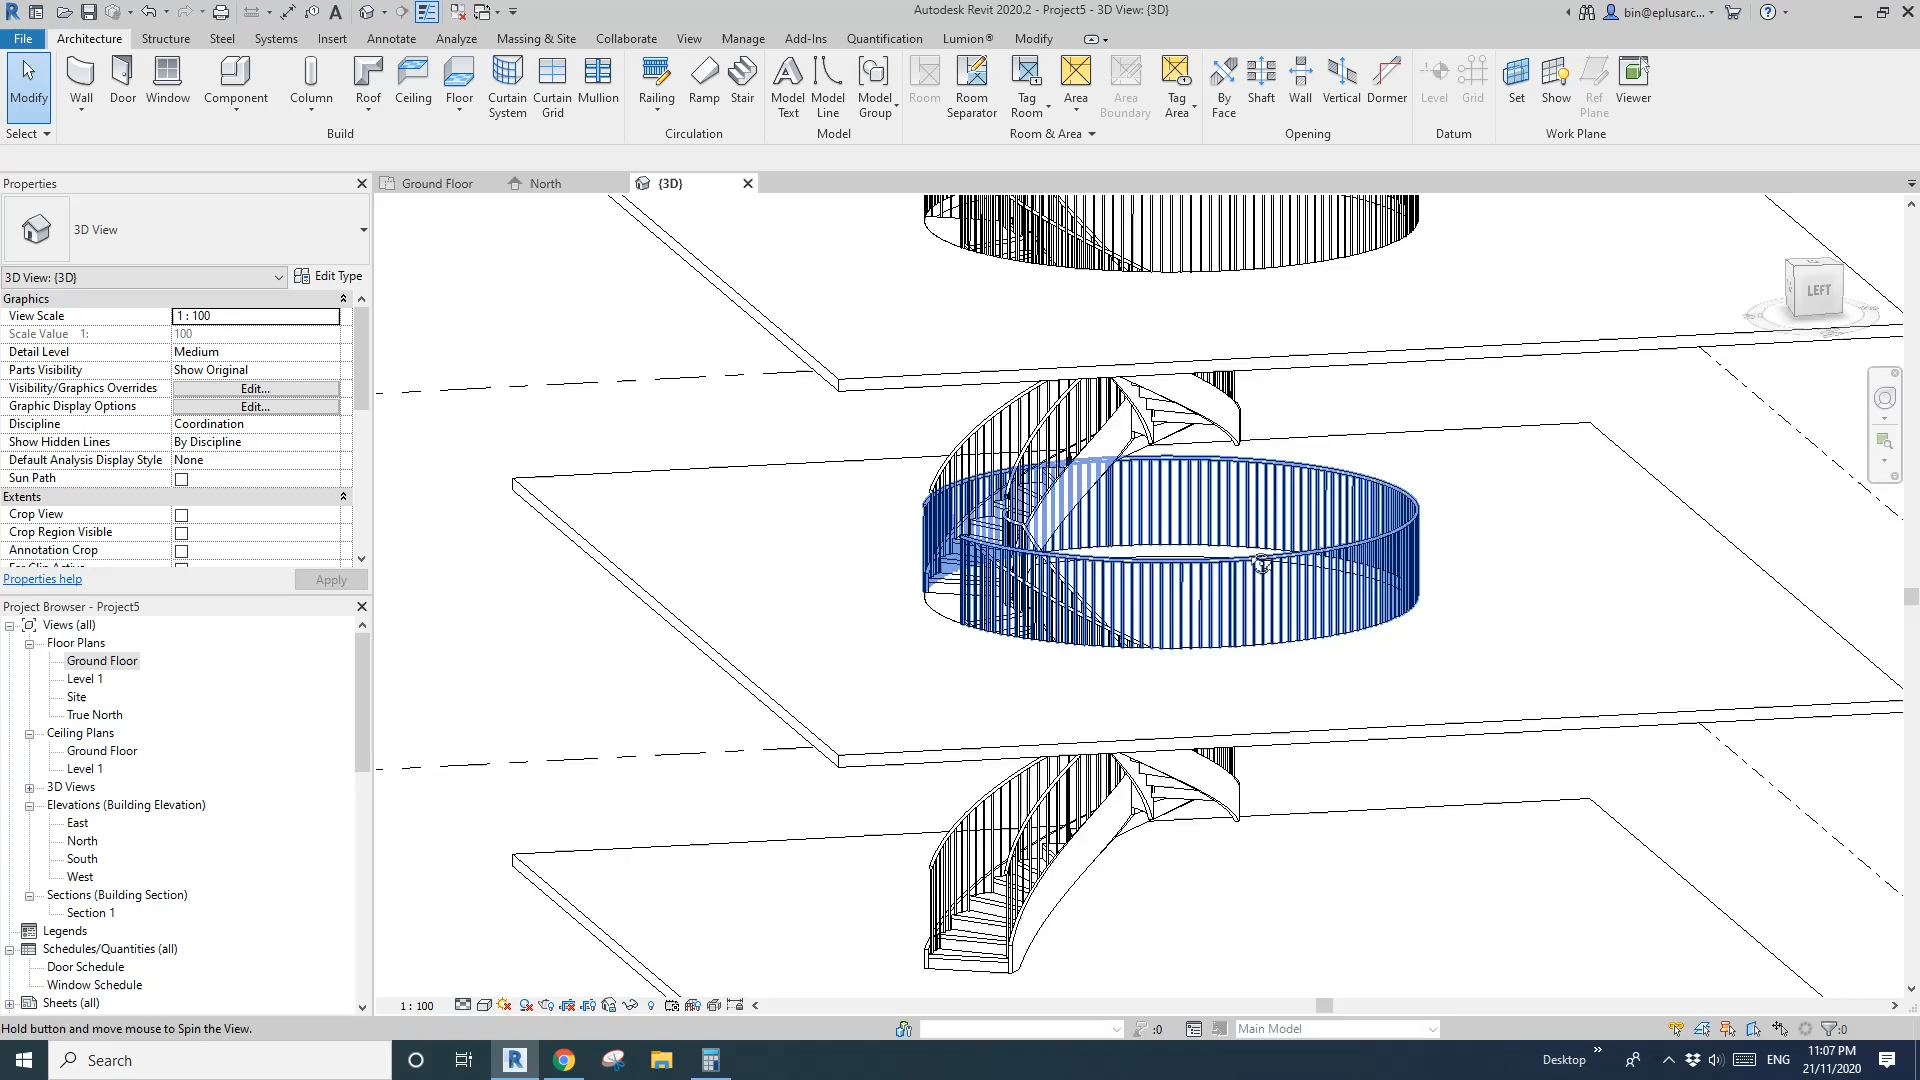 Autodesk Revit 2020.2 - Project5 - 3D View: {3D}
bin@eplusarc...
File Architecture Structure Steel Systems Insert Annotate Analyze Massing & Site Collaborate View Manage Add-Ins Quantification Lumion® Modify
Modify Wall Door Window Component Column Roof Ceiling Floor Curtain System Curtain Grid Mullion Railing Ramp Stair Model Text Model Line Model Group Room Room Separator Tag Room Area Area Boundary Tag Area By Face Shaft Wall Vertical Dormer Level Grid Set Show Ref Plane Viewer
Select Build Circulation Model Room & Area Opening Datum Work Plane
Properties
Ground Floor North {3D}
3D View
3D View: {3D} Edit Type
Graphics
View Scale 1 : 100
Scale Value 1: 100
Detail Level Medium
Parts Visibility Show Original
Visibility/Graphics Overrides Edit...
Graphic Display Options Edit...
Discipline Coordination
Show Hidden Lines By Discipline
Default Analysis Display Style None
Sun Path
Extents
Crop View
Crop Region Visible
Annotation Crop
Properties help Apply
LEFT
Project Browser - Project5
Views (all)
Floor Plans
Ground Floor
Level 1
Site
True North
Ceiling Plans
Ground Floor
Level 1
3D Views
Elevations (Building Elevation)
East
North
South
West
Sections (Building Section)
Section 1
Legends
Schedules/Quantities (all)
Door Schedule
Window Schedule
Sheets (all)
1 : 100
Hold button and move mouse to Spin the View.
:0
Main Model
:0
Search
Desktop
ENG
11:07 PM
21/11/2020